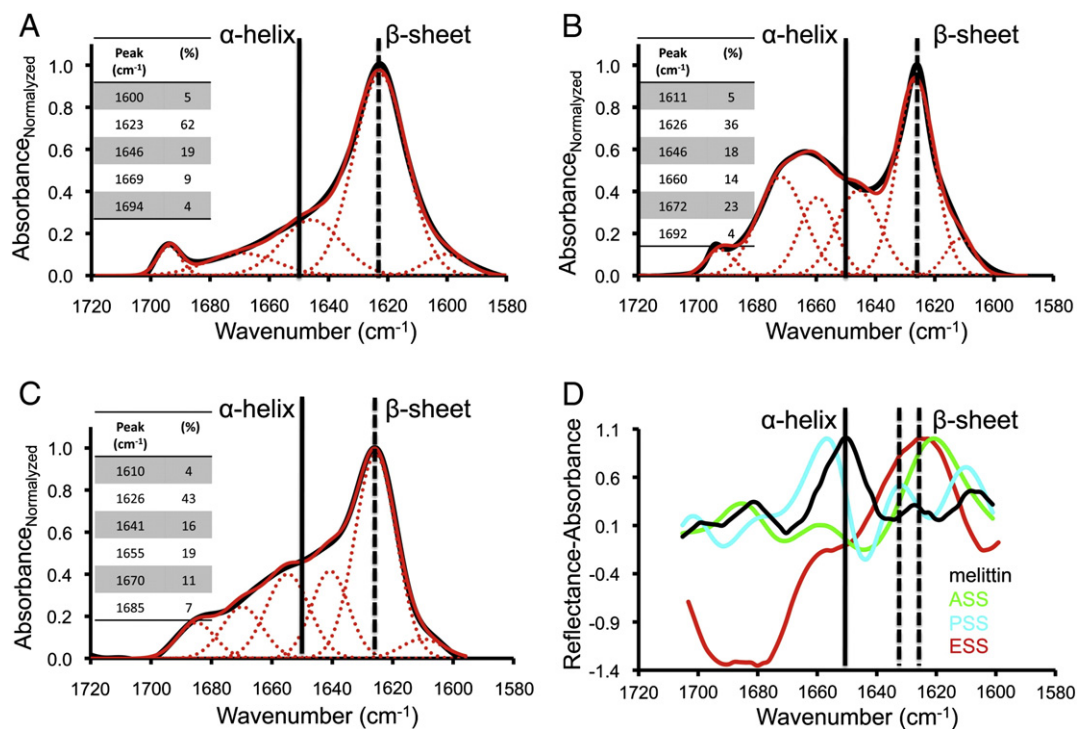 A
α-helix
β-sheet
Peak (%)
(cm⁻¹)
1600 5
1623 62
1646 19
1669 9
1694 4
1.0
0.8
0.6
0.4
0.2
0.0
Absorbance_Normalyzed
1720 1700 1680 1660 1640 1620 1600 1580
Wavenumber (cm⁻¹)
B
α-helix
β-sheet
Peak (%)
(cm⁻¹)
1611 5
1626 36
1646 18
1660 14
1672 23
1692 4
1.0
0.8
0.6
0.4
0.2
0.0
Absorbance_Normalyzed
1720 1700 1680 1660 1640 1620 1600 1580
Wavenumber (cm⁻¹)
C
α-helix
β-sheet
Peak (%)
(cm⁻¹)
1610 4
1626 43
1641 16
1655 19
1670 11
1685 7
1.0
0.8
0.6
0.4
0.2
0.0
Absorbance_Normalyzed
1720 1700 1680 1660 1640 1620 1600 1580
Wavenumber (cm⁻¹)
D
α-helix
β-sheet
1.1
0.6
0.1
-0.4
-0.9
-1.4
Reflectance-Absorbance
melittin
ASS
PSS
ESS
1720 1700 1680 1660 1640 1620 1600 1580
Wavenumber (cm⁻¹)